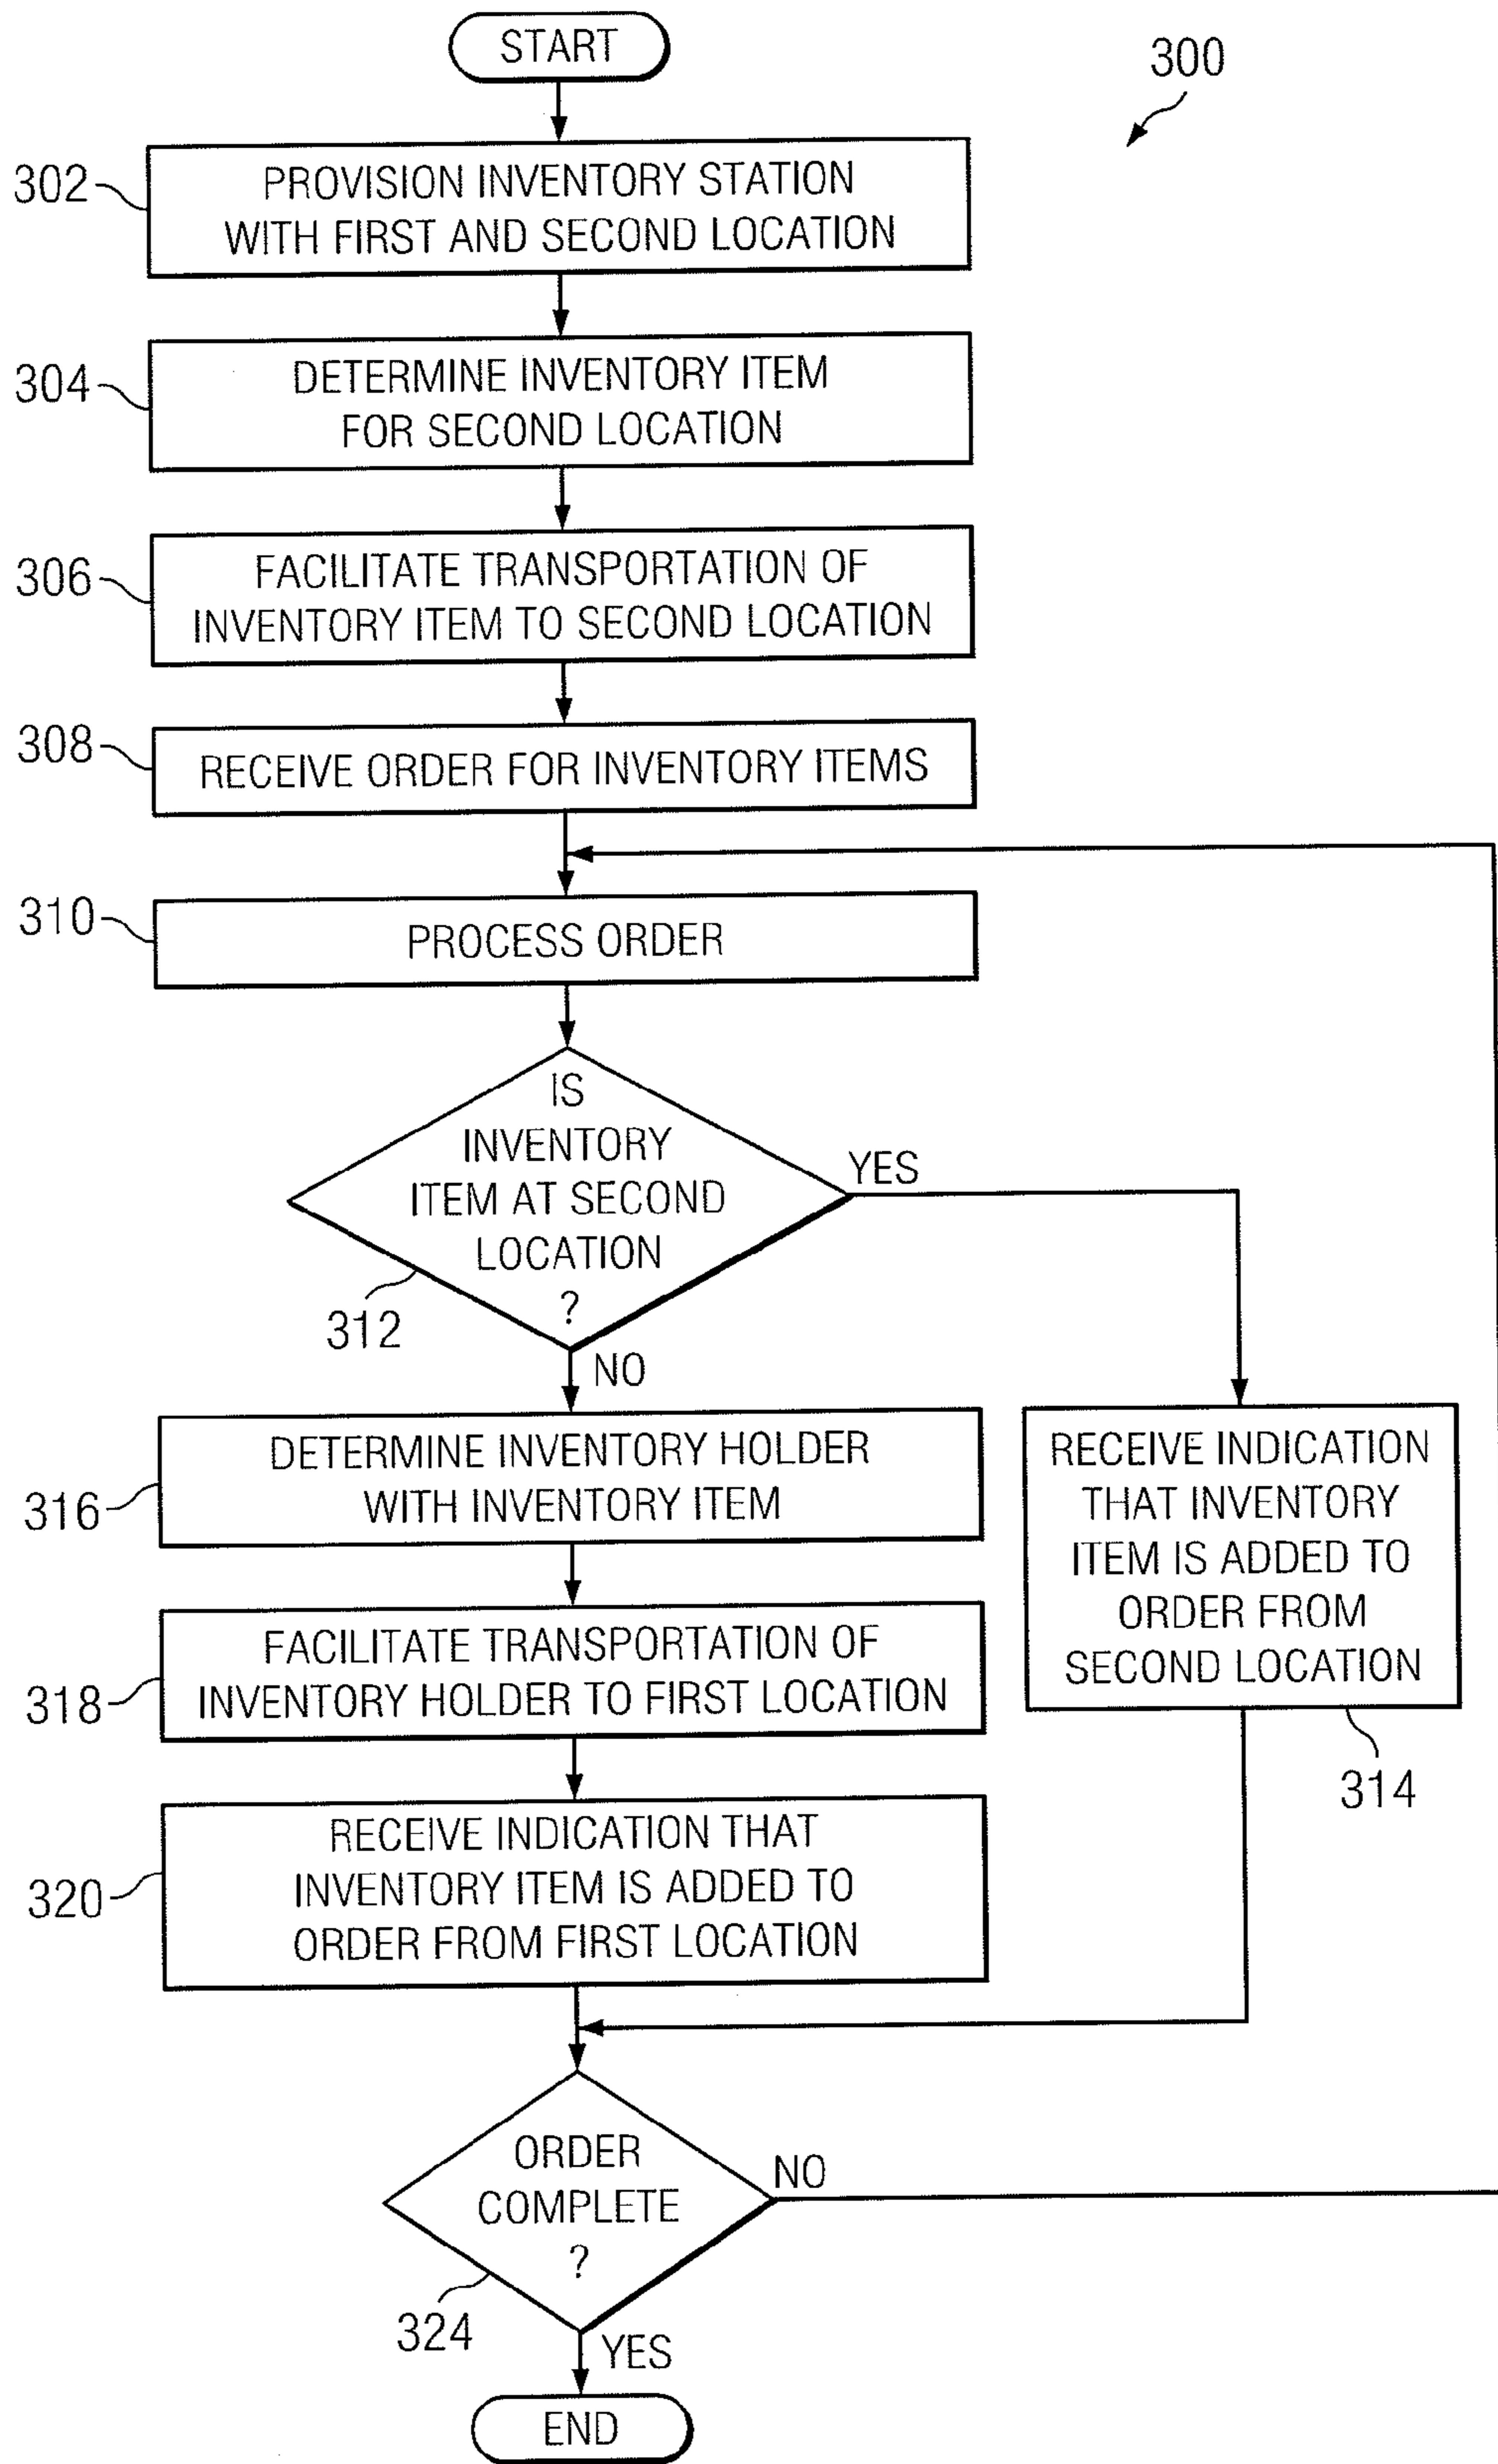 START
300
302
PROVISION INVENTORY STATION
WITH FIRST AND SECOND LOCATION
304
DETERMINE INVENTORY ITEM
FOR SECOND LOCATION
306
FACILITATE TRANSPORTATION OF
INVENTORY ITEM TO SECOND LOCATION
308
RECEIVE ORDER FOR INVENTORY ITEMS
310
PROCESS ORDER
IS
INVENTORY
ITEM AT SECOND
LOCATION
?
312
YES
NO
316
DETERMINE INVENTORY HOLDER
WITH INVENTORY ITEM
318
FACILITATE TRANSPORTATION OF
INVENTORY HOLDER TO FIRST LOCATION
320
RECEIVE INDICATION THAT
INVENTORY ITEM IS ADDED TO
ORDER FROM FIRST LOCATION
RECEIVE INDICATION
THAT INVENTORY
ITEM IS ADDED TO
ORDER FROM
SECOND LOCATION
314
ORDER
COMPLETE
?
324
NO
YES
END